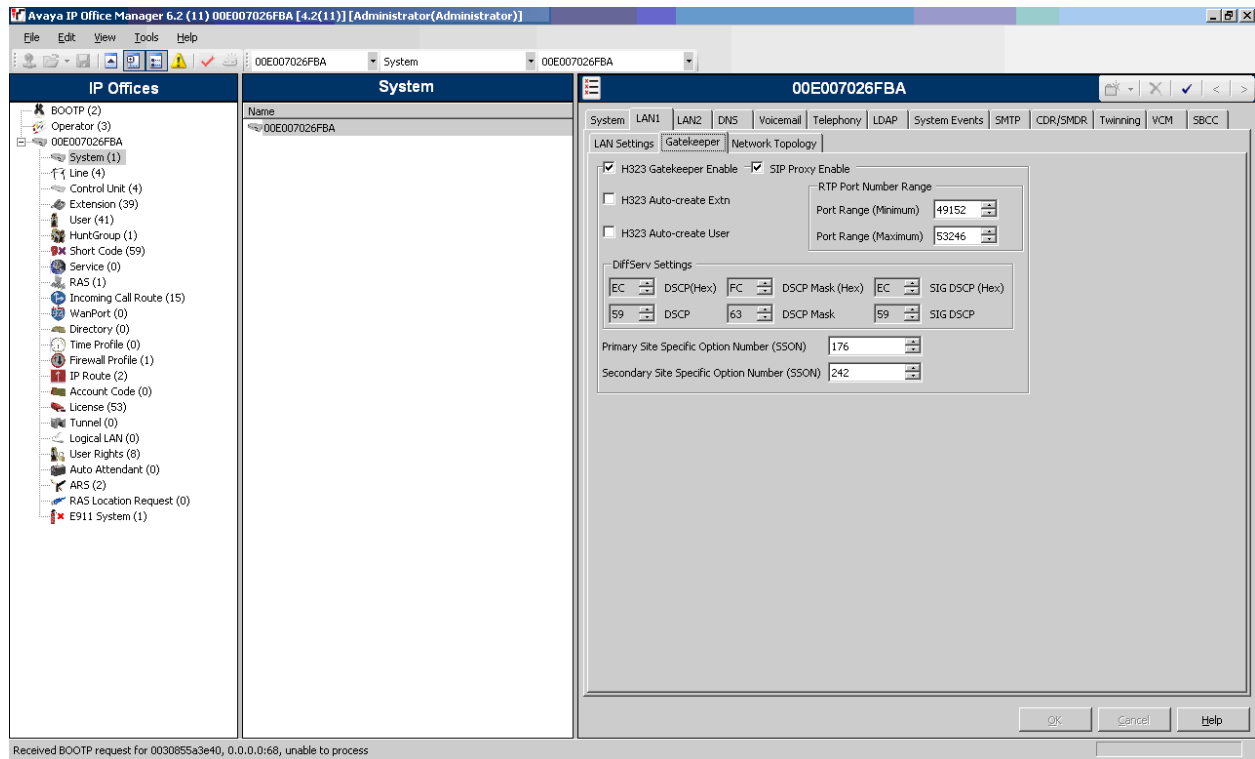 Avaya IP Office Manager 6.2 (11) 00E007026FBA [4.2(11)] [Administrator(Administrator)]
File Edit View Tools Help
00E007026FBA System 00E007026FBA
IP Offices
BOOTP (2)
Operator (3)
00E007026FBA
System (1)
Line (4)
Control Unit (4)
Extension (39)
User (41)
HuntGroup (1)
Short Code (59)
Service (0)
RAS (1)
Incoming Call Route (15)
WanPort (0)
Directory (0)
Time Profile (0)
Firewall Profile (1)
IP Route (2)
Account Code (0)
License (53)
Tunnel (0)
Logical LAN (0)
User Rights (8)
Auto Attendant (0)
ARS (2)
RAS Location Request (0)
E911 System (1)
System
Name
00E007026FBA
00E007026FBA
System LAN1 LAN2 DNS Voicemail Telephony LDAP System Events SMTP CDR/SMDR Twinning VCM SBCC
LAN Settings Gatekeeper Network Topology
H323 Gatekeeper Enable SIP Proxy Enable
H323 Auto-create Extn
H323 Auto-create User
RTP Port Number Range
Port Range (Minimum) 49152
Port Range (Maximum) 53246
DiffServ Settings
EC DSCP(Hex) FC DSCP Mask (Hex) EC SIG DSCP (Hex)
59 DSCP 63 DSCP Mask 59 SIG DSCP
Primary Site Specific Option Number (SSON) 176
Secondary Site Specific Option Number (SSON) 242
OK Cancel Help
Received BOOTP request for 0030855a3e40, 0.0.0.0:68, unable to process